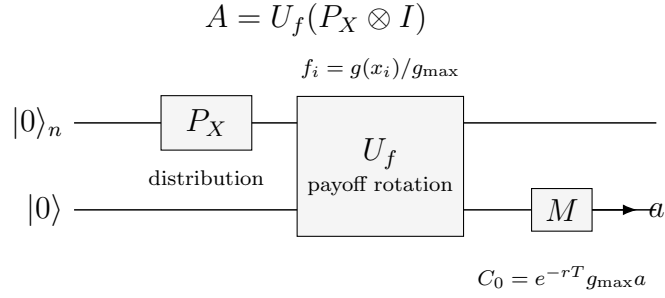 A = U_f(P_X ⊗ I)
f_i = g(x_i)/g_max
|0⟩_n
P_X
U_f
payoff rotation
distribution
|0⟩
M
a
C_0 = e^{-rT} g_max a